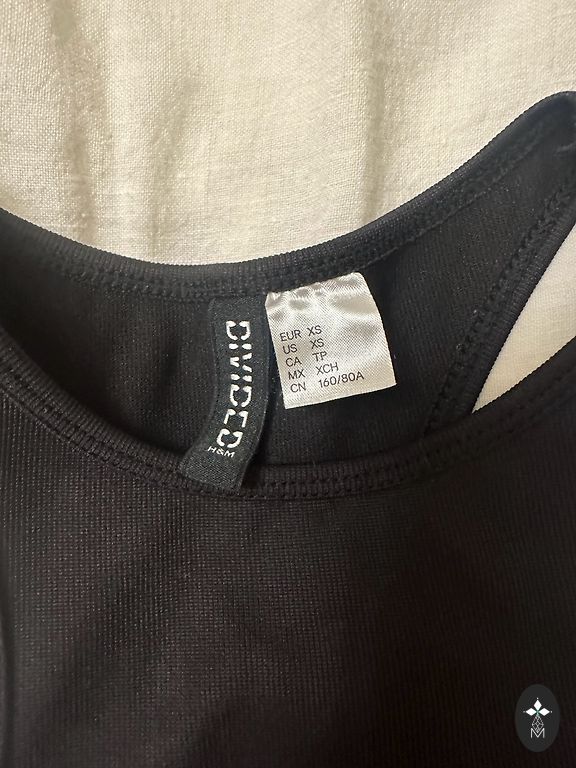 DIVIDED
H&M
EUR XS
US XS
CA TP
MX XCH
CN 160/80A
M